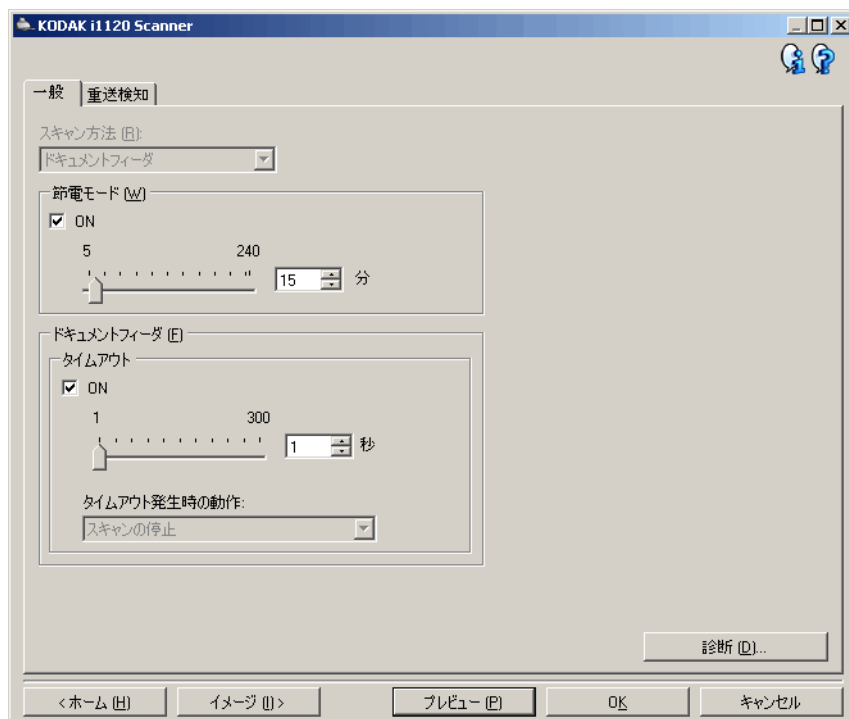 KODAK i1120 Scanner
一般
重送検知
スキャン方法 (R):
ドキュメントフィーダ
節電モード (W)
ON
5 240
15 分
ドキュメントフィーダ (F)
タイムアウト
ON
1 300
1 秒
タイムアウト発生時の動作:
スキャンの停止
診断 (D)...
<ホーム (H)
イメージ (I)>
プレビュー (P)
OK
キャンセル